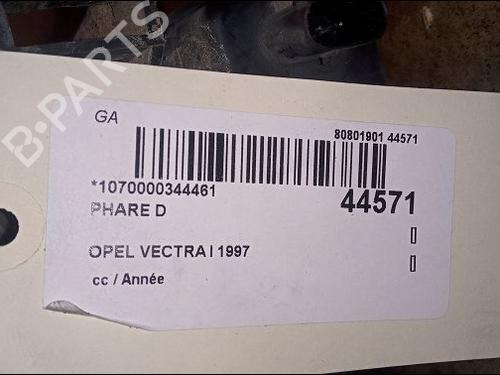 B-PARTS
GA
80801901 44571
*1070000344461
44571
PHARE D
OPEL VECTRA I 1997
cc / Année